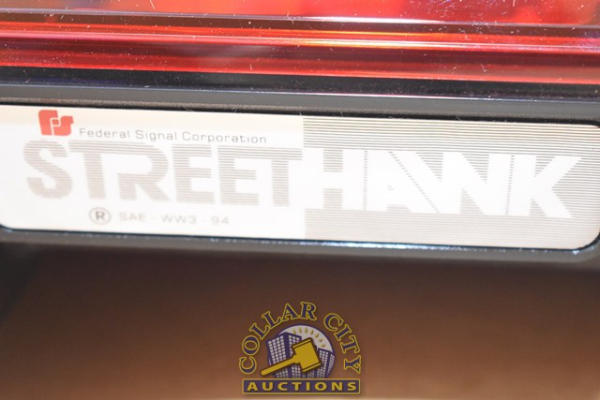 FS Federal Signal Corporation
STREETHAWK
® SAE - WW3 - 94
COLLAR CITY
AUCTIONS